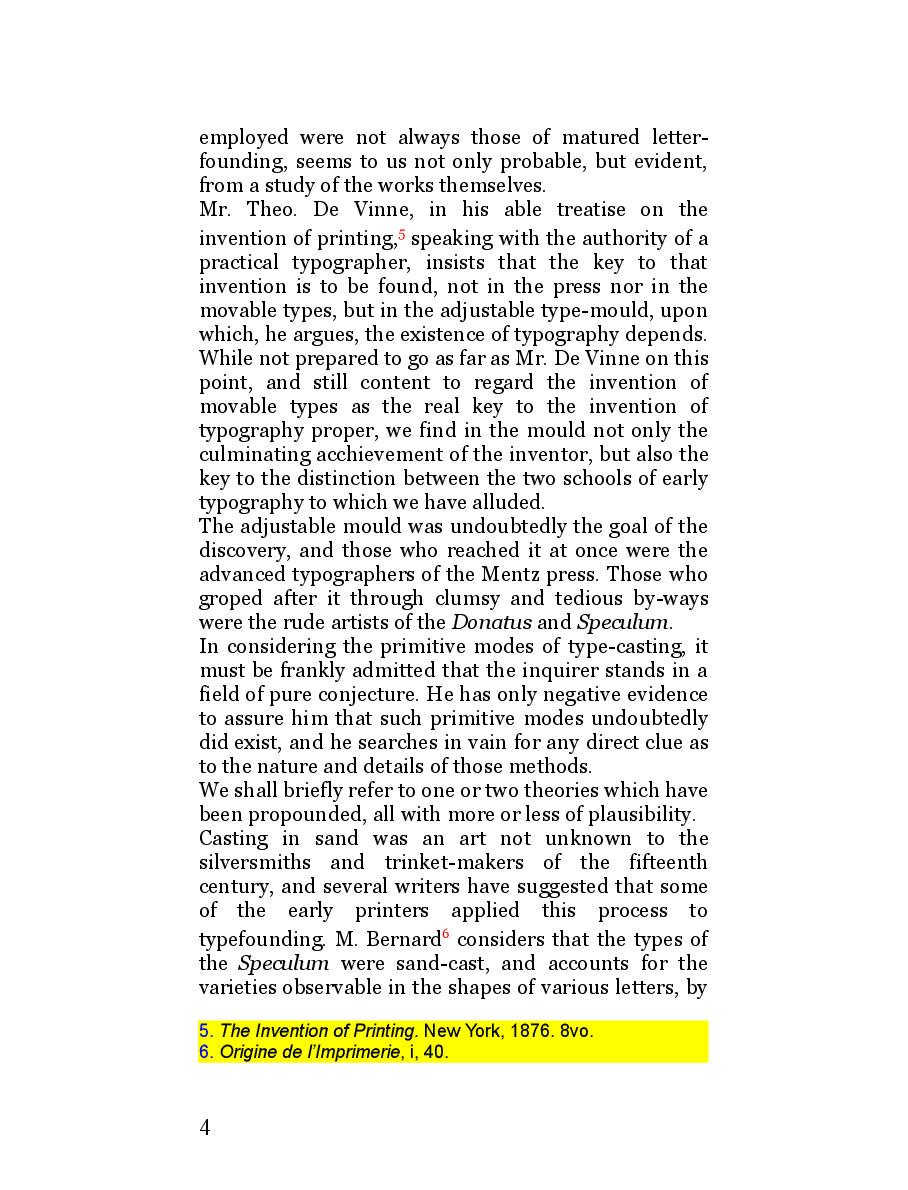 employed were not always those of matured letter-
founding, seems to us not only probable, but evident,
from a study of the works themselves.
Mr. Theo. De Vinne, in his able treatise on the
invention of printing,5 speaking with the authority of a
practical typographer, insists that the key to that
invention is to be found, not in the press nor in the
movable types, but in the adjustable type-mould, upon
which, he argues, the existence of typography depends.
While not prepared to go as far as Mr. De Vinne on this
point, and still content to regard the invention of
movable types as the real key to the invention of
typography proper, we find in the mould not only the
culminating acchievement of the inventor, but also the
key to the distinction between the two schools of early
typography to which we have alluded.
The adjustable mould was undoubtedly the goal of the
discovery, and those who reached it at once were the
advanced typographers of the Mentz press. Those who
groped after it through clumsy and tedious by-ways
were the rude artists of the Donatus and Speculum.
In considering the primitive modes of type-casting, it
must be frankly admitted that the inquirer stands in a
field of pure conjecture. He has only negative evidence
to assure him that such primitive modes undoubtedly
did exist, and he searches in vain for any direct clue as
to the nature and details of those methods.
We shall briefly refer to one or two theories which have
been propounded, all with more or less of plausibility.
Casting in sand was an art not unknown to the
silversmiths and trinket-makers of the fifteenth
century, and several writers have suggested that some
of the early printers applied this process to
typefounding. M. Bernard6 considers that the types of
the Speculum were sand-cast, and accounts for the
varieties observable in the shapes of various letters, by
5. The Invention of Printing. New York, 1876. 8vo.
6. Origine de l’Imprimerie, i, 40.
4